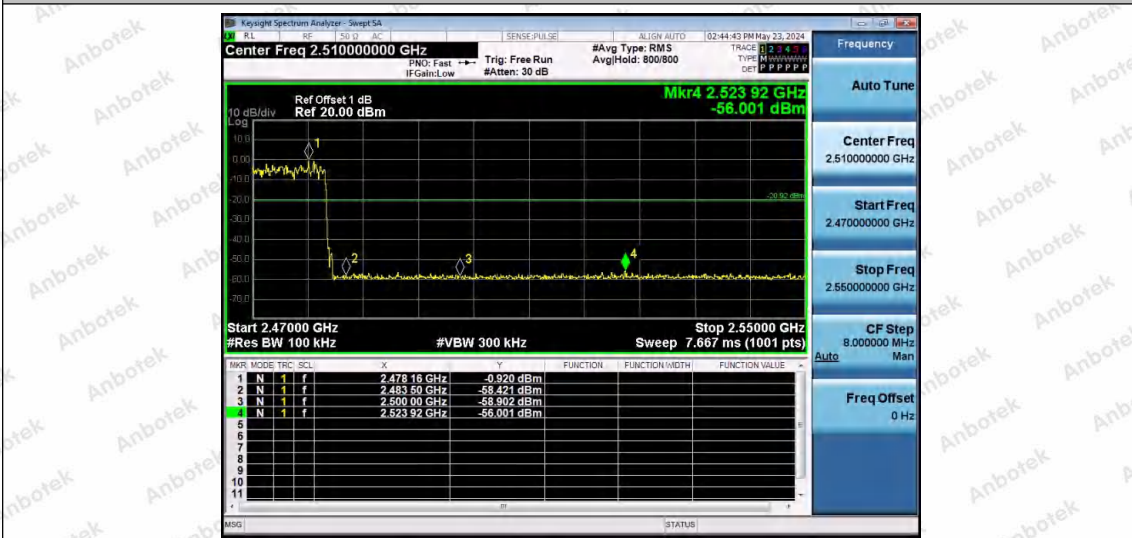 Keysight Spectrum Analyzer - Swept SA
RL RF 50 Ω AC SENSE:PULSE ALIGN AUTO 02:44:43 PM May 23, 2024
Center Freq 2.510000000 GHz
PNO: Fast
IFGain:Low
Trig: Free Run
#Atten: 30 dB
#Avg Type: RMS
Avg|Hold: 800/800
TRACE 1 2 3 4 5 6
TYPE M WWWWW
DET P P P P P P
Ref Offset 1 dB
10 dB/div Ref 20.00 dBm
Log
Mkr4 2.523 92 GHz
-56.001 dBm
10.0
0.00
-10.0
-20.0
-30.0
-40.0
-50.0
-60.0
-70.0
1
2
3
4
-20.92 dBm
Start 2.47000 GHz Stop 2.55000 GHz
#Res BW 100 kHz #VBW 300 kHz Sweep 7.667 ms (1001 pts)
MKR MODE TRC SCL X Y FUNCTION FUNCTION WIDTH FUNCTION VALUE
1 N 1 f 2.478 16 GHz -0.920 dBm
2 N 1 f 2.483 50 GHz -58.421 dBm
3 N 1 f 2.500 00 GHz -58.902 dBm
4 N 1 f 2.523 92 GHz -56.001 dBm
5
6
7
8
9
10
11
MSG STATUS
Frequency
Auto Tune
Center Freq
2.510000000 GHz
Start Freq
2.470000000 GHz
Stop Freq
2.550000000 GHz
CF Step
8.000000 MHz
Auto Man
Freq Offset
0 Hz
Anbotek